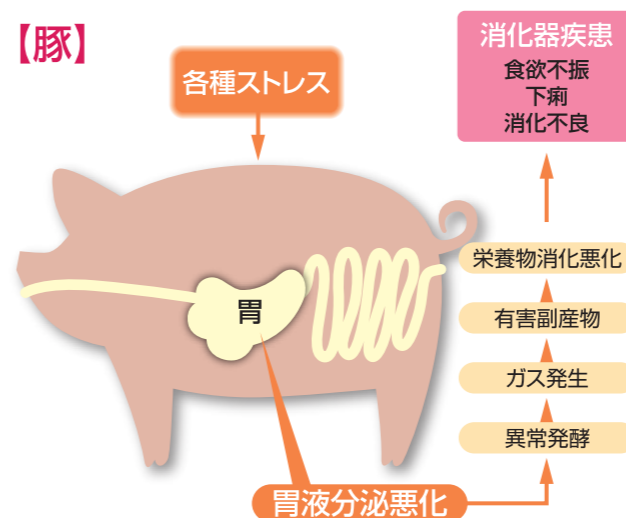 【豚】
各種ストレス
消化器疾患
食欲不振
下痢
消化不良
胃
栄養物消化悪化
有害副産物
ガス発生
異常発酵
胃液分泌悪化